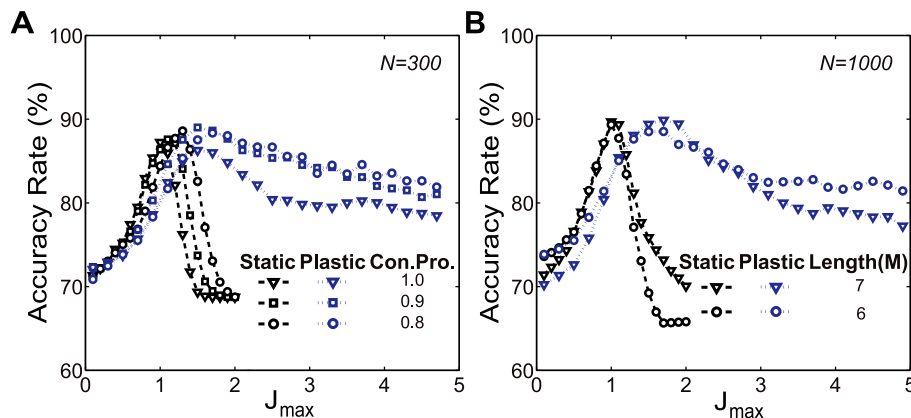 A
Accuracy Rate (%)
100
90
80
70
60
N=300
Static Plastic Con.Pro.
1.0
0.9
0.8
0 1 2 3 4 5
J max
B
Accuracy Rate (%)
100
90
80
70
60
N=1000
Static Plastic Length(M)
7
6
0 1 2 3 4 5
J max